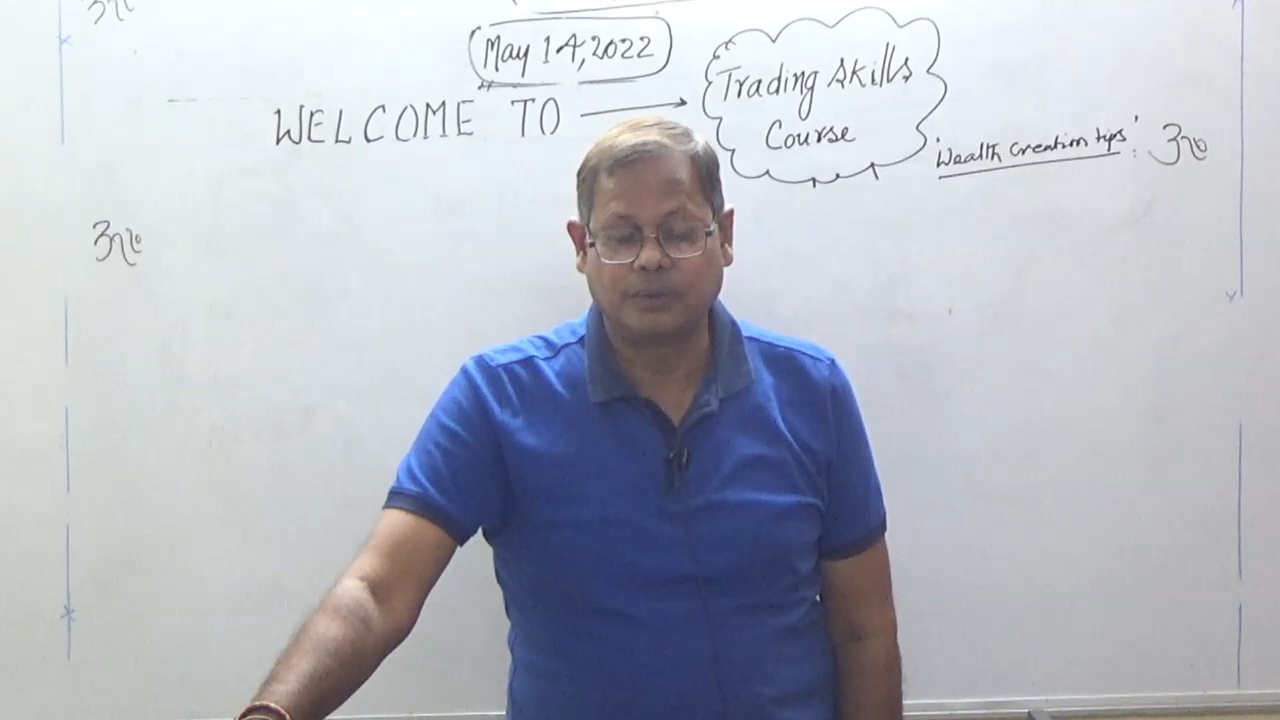 May 14, 2022
WELCOME TO
Trading Skills
Course
'Wealth Creation tips'